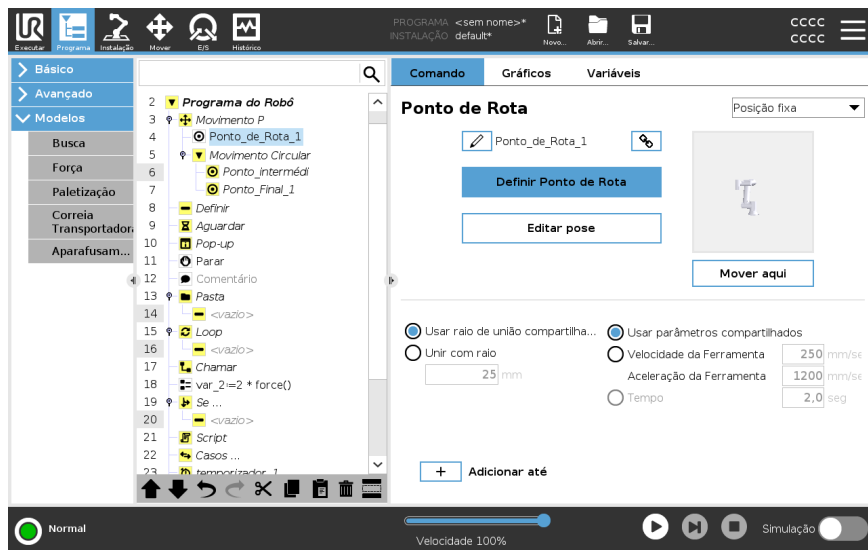 PROGRAMA <sem nome>*
INSTALAÇÃO default*
UR
Executar
Programa
Instalação
Mover
E/S
Histórico
Novo...
Abrir...
Salvar...
CCCC
CCCC
Básico
Avançado
Modelos
Busca
Força
Paletização
Correia
Transportador
Aparafusam...
2 Programa do Robô
3 Movimento P
4 Ponto_de_Rota_1
5 Movimento Circular
6 Ponto_intermédi
7 Ponto_Final_1
8 Definir
9 Aguardar
10 Pop-up
11 Parar
12 Comentário
13 Pasta
14 <vazio>
15 Loop
16 <vazio>
17 Chamar
18 var_2:=2 * force()
19 Se ...
20 <vazio>
21 Script
22 Casos ...
23 temporizador_1
Comando Gráficos Variáveis
Ponto de Rota
Posição fixa
Ponto_de_Rota_1
Definir Ponto de Rota
Editar pose
Mover aqui
Usar raio de união compartilha...
Unir com raio
25 mm
Usar parâmetros compartilhados
Velocidade da Ferramenta 250 mm/se
Aceleração da Ferramenta 1200 mm/se
Tempo 2,0 seg
+ Adicionar até
Normal
Velocidade 100%
Simulação